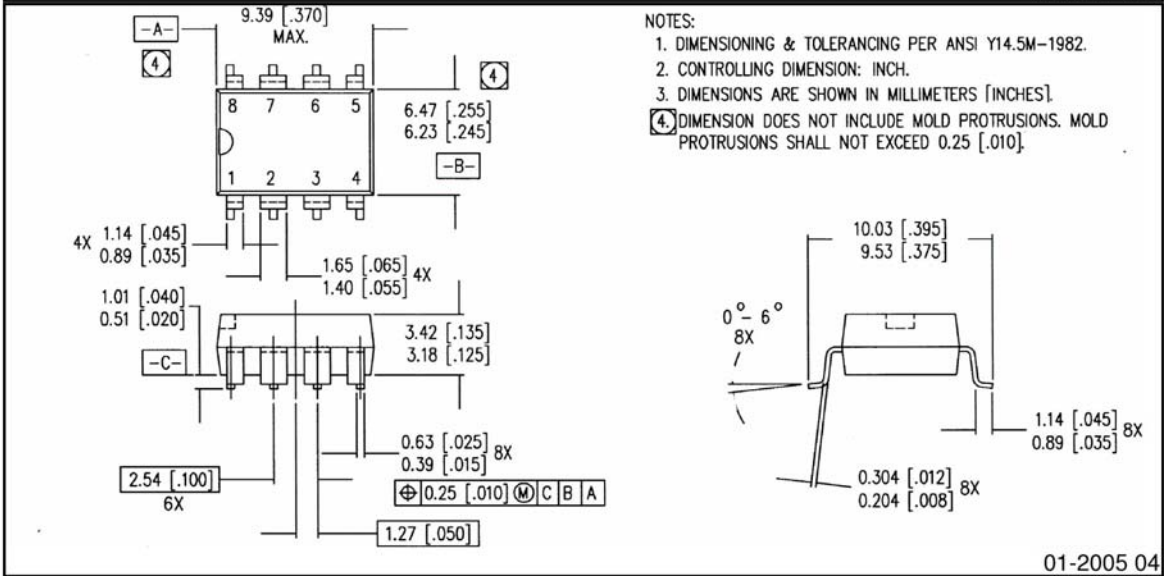 9.39 [.370]
MAX.
-A-
4
4
8 7 6 5
1 2 3 4
6.47 [.255]
6.23 [.245]
-B-
4X 1.14 [.045]
0.89 [.035]
1.65 [.065] 4X
1.40 [.055]
1.01 [.040]
0.51 [.020]
-C-
3.42 [.135]
3.18 [.125]
0.63 [.025] 8X
0.39 [.015]
2.54 [.100]
6X
⌖ 0.25 [.010] Ⓜ C B A
1.27 [.050]
NOTES:
1. DIMENSIONING & TOLERANCING PER ANSI Y14.5M-1982.
2. CONTROLLING DIMENSION: INCH.
3. DIMENSIONS ARE SHOWN IN MILLIMETERS [INCHES].
4. DIMENSION DOES NOT INCLUDE MOLD PROTRUSIONS. MOLD
PROTRUSIONS SHALL NOT EXCEED 0.25 [.010].
10.03 [.395]
9.53 [.375]
0°- 6°
8X
1.14 [.045] 8X
0.89 [.035]
0.304 [.012] 8X
0.204 [.008]
01-2005 04